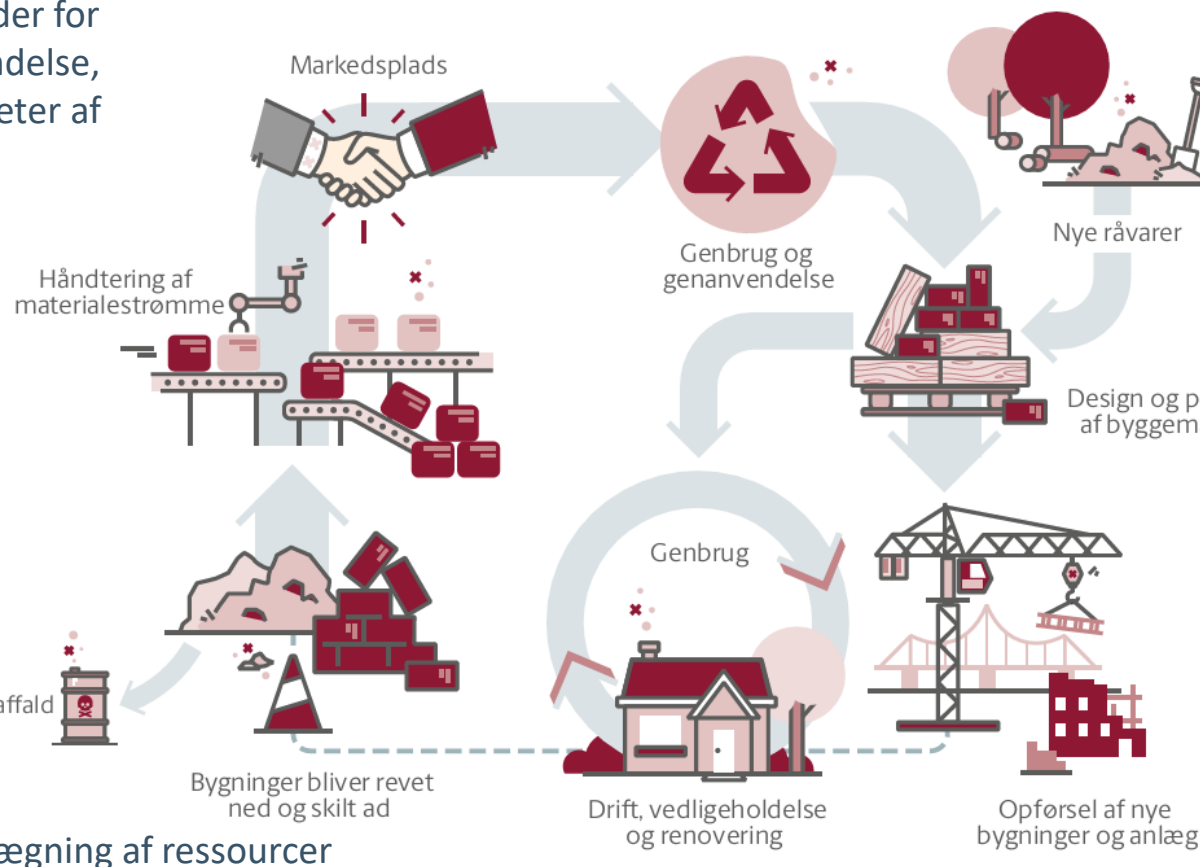 der for
delse,
eter af
Markedsplads
Genbrug og
genanvendelse
Nye råvarer
Håndtering af
materialestrømme
Design og p
af byggem
Genbrug
affald
Bygninger bliver revet
ned og skilt ad
Drift, vedligeholdelse
og renovering
Opførsel af nye
bygninger og anlæg
ægning af ressourcer